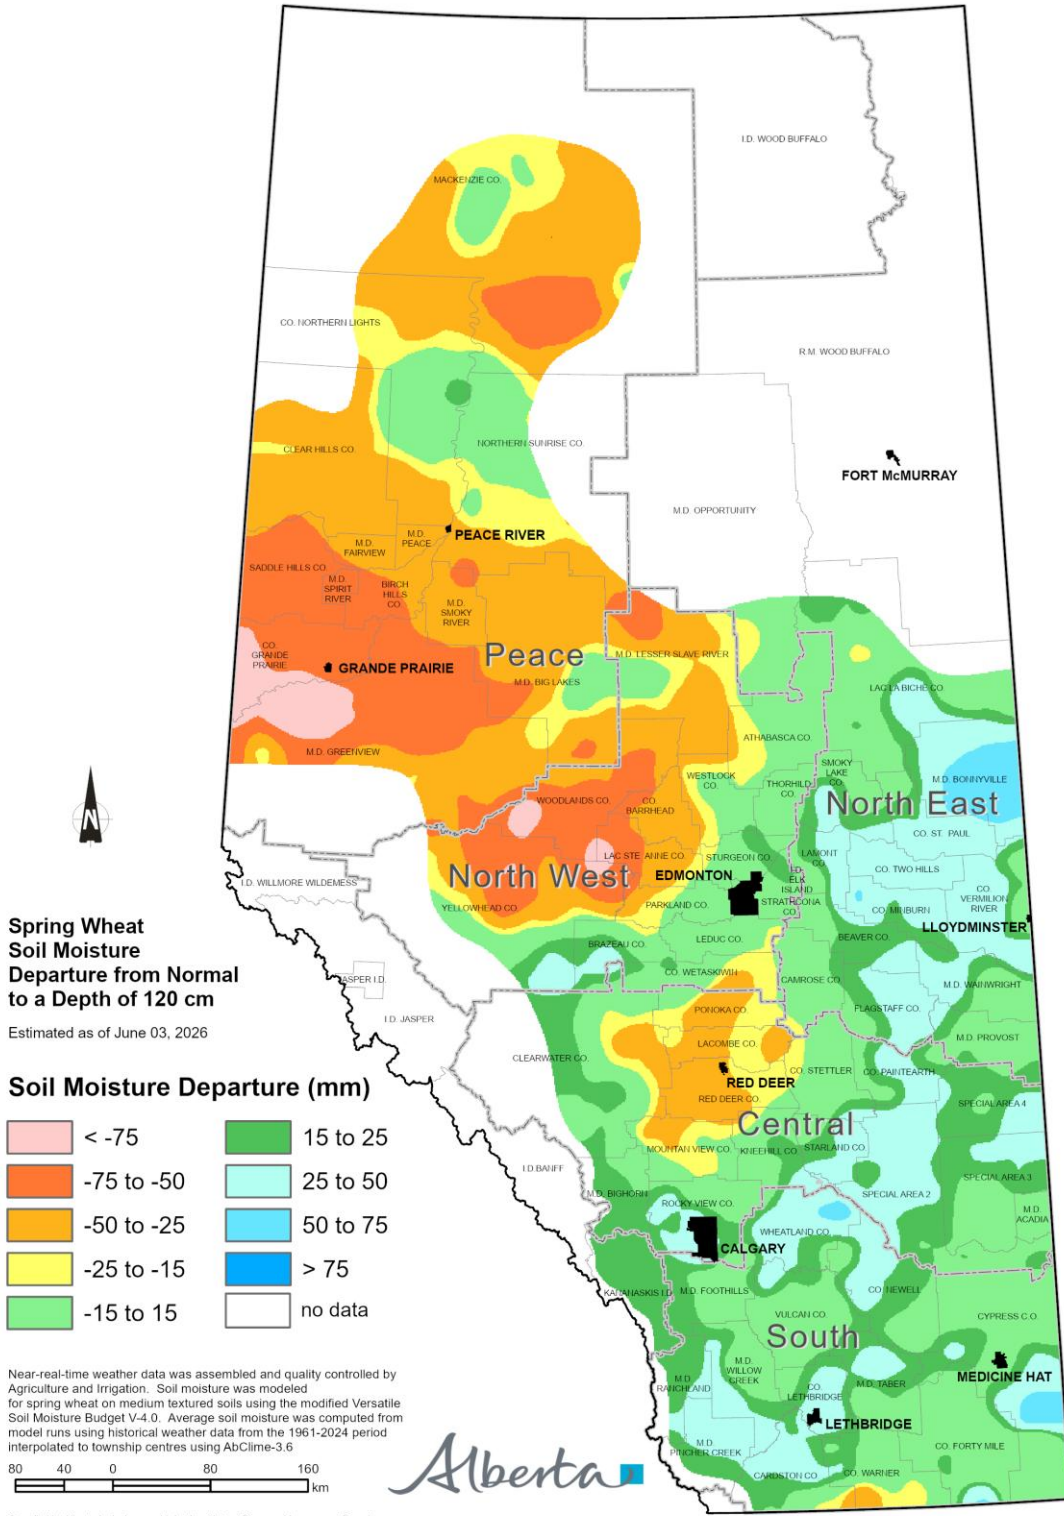 I.D. WOOD BUFFALO
MACKENZIE CO.
CO. NORTHERN LIGHTS
R.M. WOOD BUFFALO
CLEAR HILLS CO.
NORTHERN SUNRISE CO.
FORT McMURRAY
M.D. OPPORTUNITY
PEACE RIVER
M.D.
PEACE
M.D.
FAIRVIEW
SADDLE HILLS CO.
M.D.
SPIRIT
RIVER
BIRCH
HILLS
CO.
M.D.
SMOKY
RIVER
CO.
GRANDE
PRAIRIE
GRANDE PRAIRIE
Peace
M.D. LESSER SLAVE RIVER
M.D. BIG LAKES
LAC LA BICHE CO.
M.D. GREENVIEW
ATHABASCA CO.
WESTLOCK
CO.
THORHILD
CO.
SMOKY
LAKE
CO.
M.D. BONNYVILLE
North East
WOODLANDS CO.
CO.
BARRHEAD
CO. ST. PAUL
N
LAC STE. ANNE CO.
STURGEON CO.
LAMONT
CO.
CO. TWO HILLS
North West
EDMONTON
I.D.
ELK
ISLAND
STRATHCONA
CO.
I.D. WILLMORE WILDERNESS
YELLOWHEAD CO.
PARKLAND CO.
CO.
VERMILION
RIVER
CO. MINBURN
LLOYDMINSTER
Spring Wheat
Soil Moisture
Departure from Normal
to a Depth of 120 cm
Estimated as of June 03, 2026
BRAZEAU CO.
LEDUC CO.
BEAVER CO.
CO. WETASKIWIN
CAMROSE CO.
JASPER I.D.
I.D. JASPER
M.D. WAINWRIGHT
PONOKA CO.
FLAGSTAFF CO.
CLEARWATER CO.
LACOMBE CO.
M.D. PROVOST
RED DEER
CO. STETTLER
CO. PAINTEARTH
RED DEER CO.
SPECIAL AREA 4
Central
MOUNTAIN VIEW CO.
KNEEHILL CO.
STARLAND CO.
I.D.BANFF
SPECIAL AREA 3
M.D. BIGHORN
ROCKY VIEW CO.
SPECIAL AREA 2
M.D.
ACADIA
CALGARY
WHEATLAND CO.
KANANASKIS I.D.
M.D. FOOTHILLS
CO. NEWELL
VULCAN CO.
CYPRESS C.O.
South
M.D.
WILLOW
CREEK
MEDICINE HAT
M.D.
RANCHLAND
CO.
LETHBRIDGE
M.D. TABER
LETHBRIDGE
M.D.
PINCHER CREEK
CO. FORTY MILE
CARDSTON CO.
CO. WARNER
Soil Moisture Departure (mm)
< -75
-75 to -50
-50 to -25
-25 to -15
-15 to 15
15 to 25
25 to 50
50 to 75
> 75
no data
Near-real-time weather data was assembled and quality controlled by
Agriculture and Irrigation. Soil moisture was modeled
for spring wheat on medium textured soils using the modified Versatile
Soil Moisture Budget V-4.0. Average soil moisture was computed from
model runs using historical weather data from the 1961-2024 period
interpolated to township centres using AbClime-3.6
80 40 0 80 160
km
Alberta